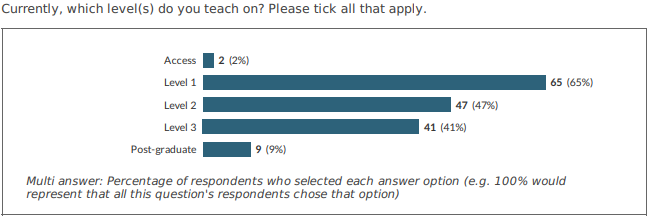 Currently, which level(s) do you teach on? Please tick all that apply.
Access 2 (2%)
Level 1 65 (65%)
Level 2 47 (47%)
Level 3 41 (41%)
Post-graduate 9 (9%)
Multi answer: Percentage of respondents who selected each answer option (e.g. 100% would
represent that all this question's respondents chose that option)